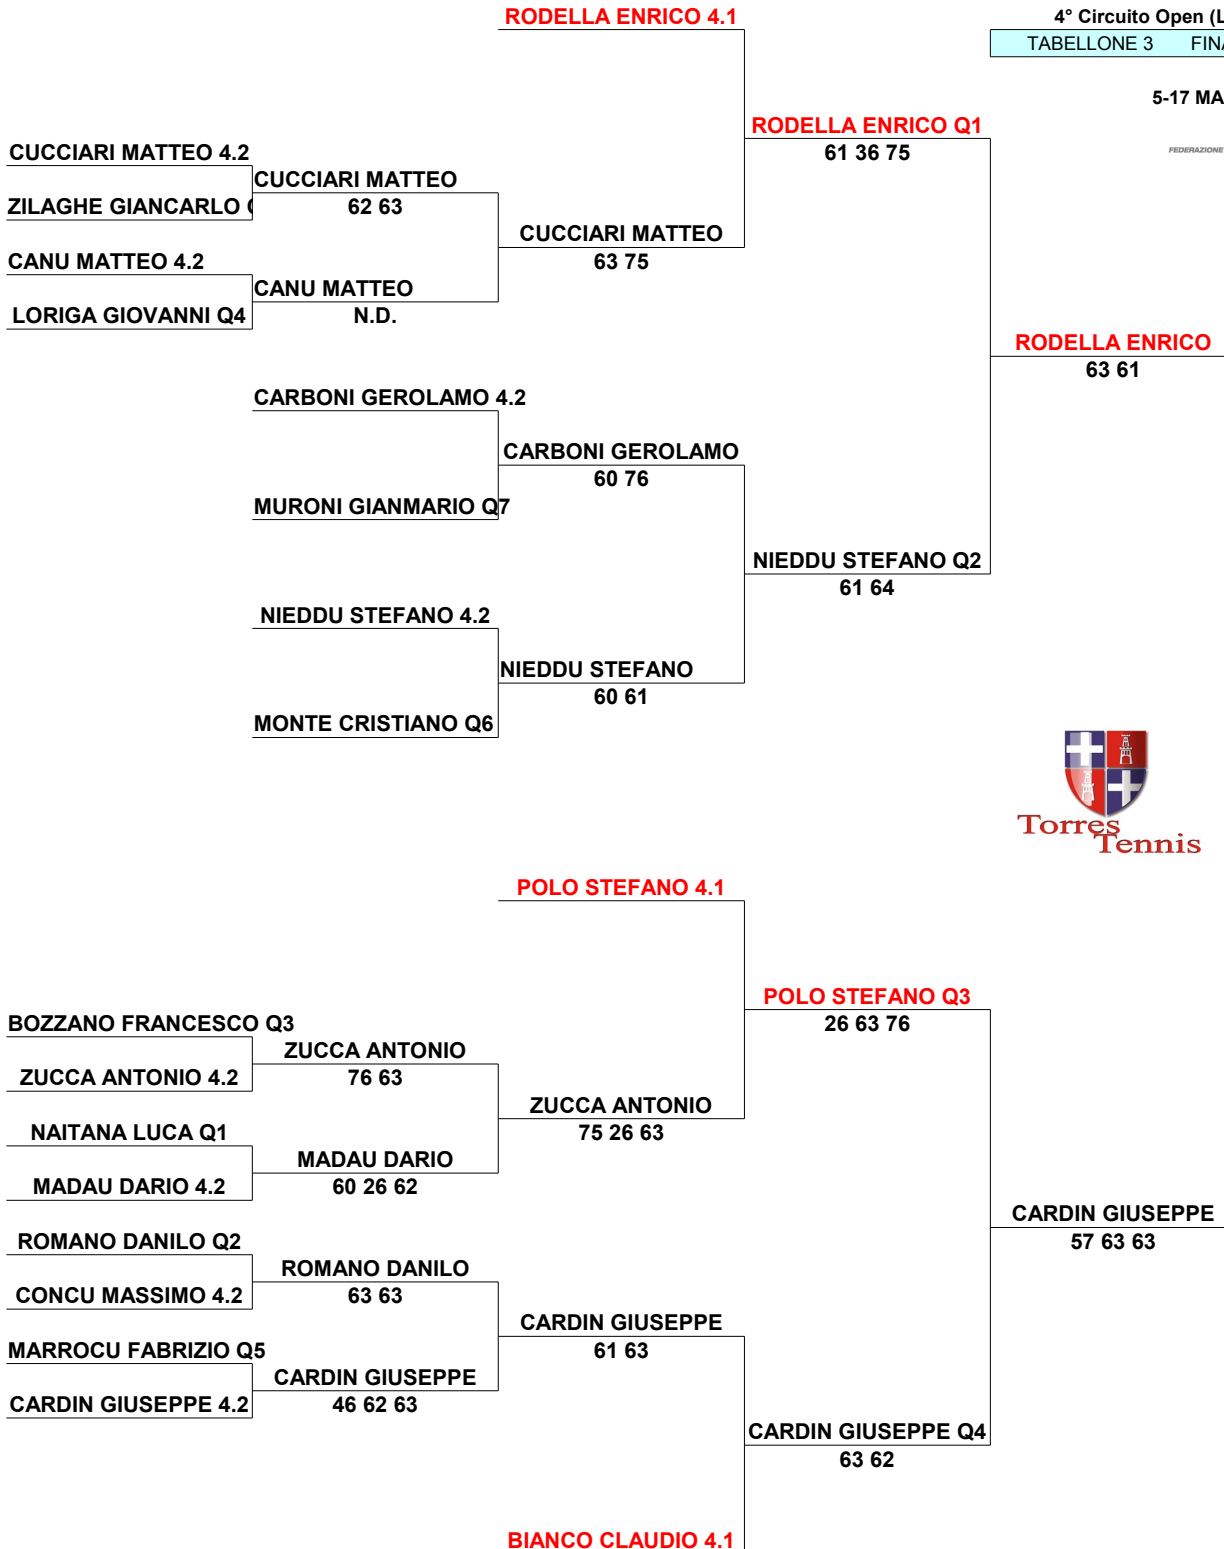 RODELLA ENRICO 4.1
4° Circuito Open
TABELLONE 3
5-17
RODELLA ENRICO Q1
61 36 75
FEDERAZIONE
CUCCIARI MATTEO 4.2
CUCCIARI MATTEO
62 63
ZILAGHE GIANCARLO
CUCCIARI MATTEO
63 75
CANU MATTEO 4.2
CANU MATTEO
N.D.
LORIGA GIOVANNI Q4
RODELLA ENRICO
63 61
CARBONI GEROLAMO 4.2
CARBONI GEROLAMO
60 76
MURONI GIANMARIO Q7
NIEDDU STEFANO Q2
61 64
NIEDDU STEFANO 4.2
NIEDDU STEFANO
60 61
MONTE CRISTIANO Q6
Torres
Tennis
POLO STEFANO 4.1
POLO STEFANO Q3
26 63 76
BOZZANO FRANCESCO Q3
ZUCCA ANTONIO
76 63
ZUCCA ANTONIO 4.2
ZUCCA ANTONIO
75 26 63
NAITANA LUCA Q1
MADAU DARIO
60 26 62
MADAU DARIO 4.2
CARDIN GIUSEPPE
57 63 63
ROMANO DANILO Q2
ROMANO DANILO
63 63
CONCU MASSIMO 4.2
CARDIN GIUSEPPE
61 63
MARROCU FABRIZIO Q5
CARDIN GIUSEPPE
46 62 63
CARDIN GIUSEPPE 4.2
CARDIN GIUSEPPE Q4
63 62
BIANCO CLAUDIO 4.1